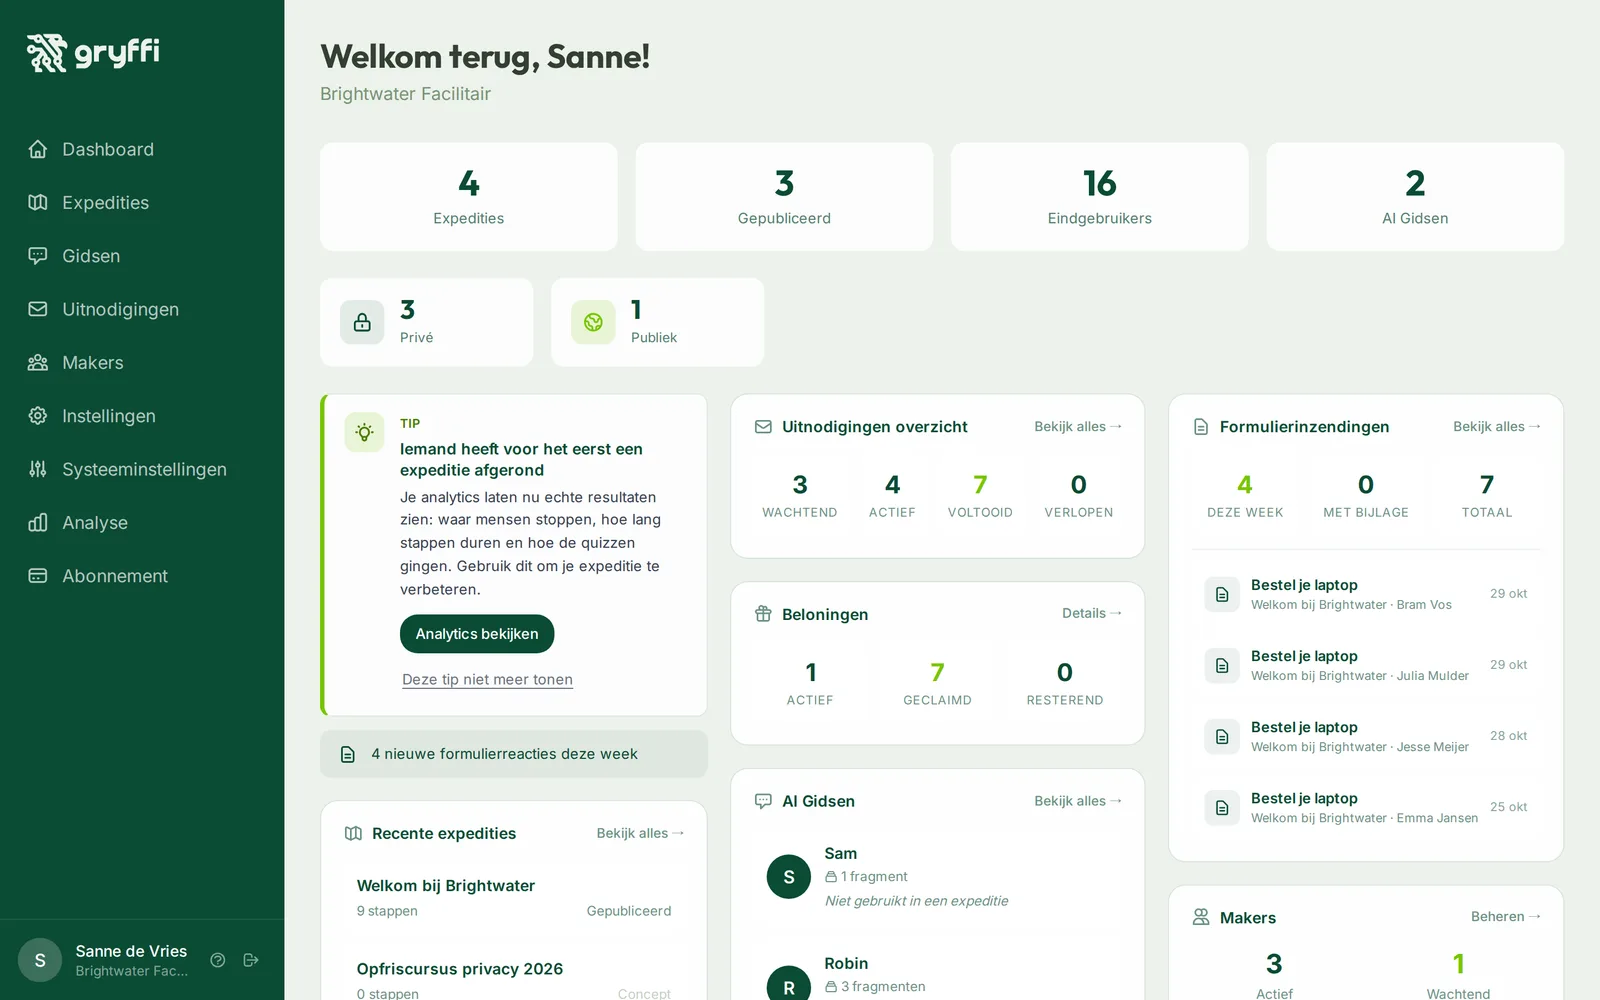 gryffi
Dashboard
Expedities
Gidsen
Uitnodigingen
Makers
Instellingen
Systeeminstellingen
Analyse
Abonnement
S
Sanne de Vries
Brightwater Fac...
Welkom terug, Sanne!
Brightwater Facilitair
4
Expedities
3
Gepubliceerd
16
Eindgebruikers
2
AI Gidsen
3
Privé
1
Publiek
TIP
Iemand heeft voor het eerst een
expeditie afgerond
Je analytics laten nu echte resultaten
zien: waar mensen stoppen, hoe lang
stappen duren en hoe de quizzen
gingen. Gebruik dit om je expeditie te
verbeteren.
Analytics bekijken
Deze tip niet meer tonen
4 nieuwe formulierreacties deze week
Recente expedities
Bekijk alles →
Welkom bij Brightwater
9 stappen
Gepubliceerd
Opfriscursus privacy 2026
0 stappen
Concept
Uitnodigingen overzicht
Bekijk alles →
3
WACHTEND
4
ACTIEF
7
VOLTOOID
0
VERLOPEN
Beloningen
Details →
1
ACTIEF
7
GECLAIMD
0
RESTEREND
AI Gidsen
Bekijk alles →
S
Sam
1 fragment
Niet gebruikt in een expeditie
R
Robin
3 fragmenten
Formulierinzendingen
Bekijk alles →
4
DEZE WEEK
0
MET BIJLAGE
7
TOTAAL
Bestel je laptop
Welkom bij Brightwater · Bram Vos
29 okt
Bestel je laptop
Welkom bij Brightwater · Julia Mulder
29 okt
Bestel je laptop
Welkom bij Brightwater · Jesse Meijer
28 okt
Bestel je laptop
Welkom bij Brightwater · Emma Jansen
25 okt
Makers
Beheren →
3
Actief
1
Wachtend